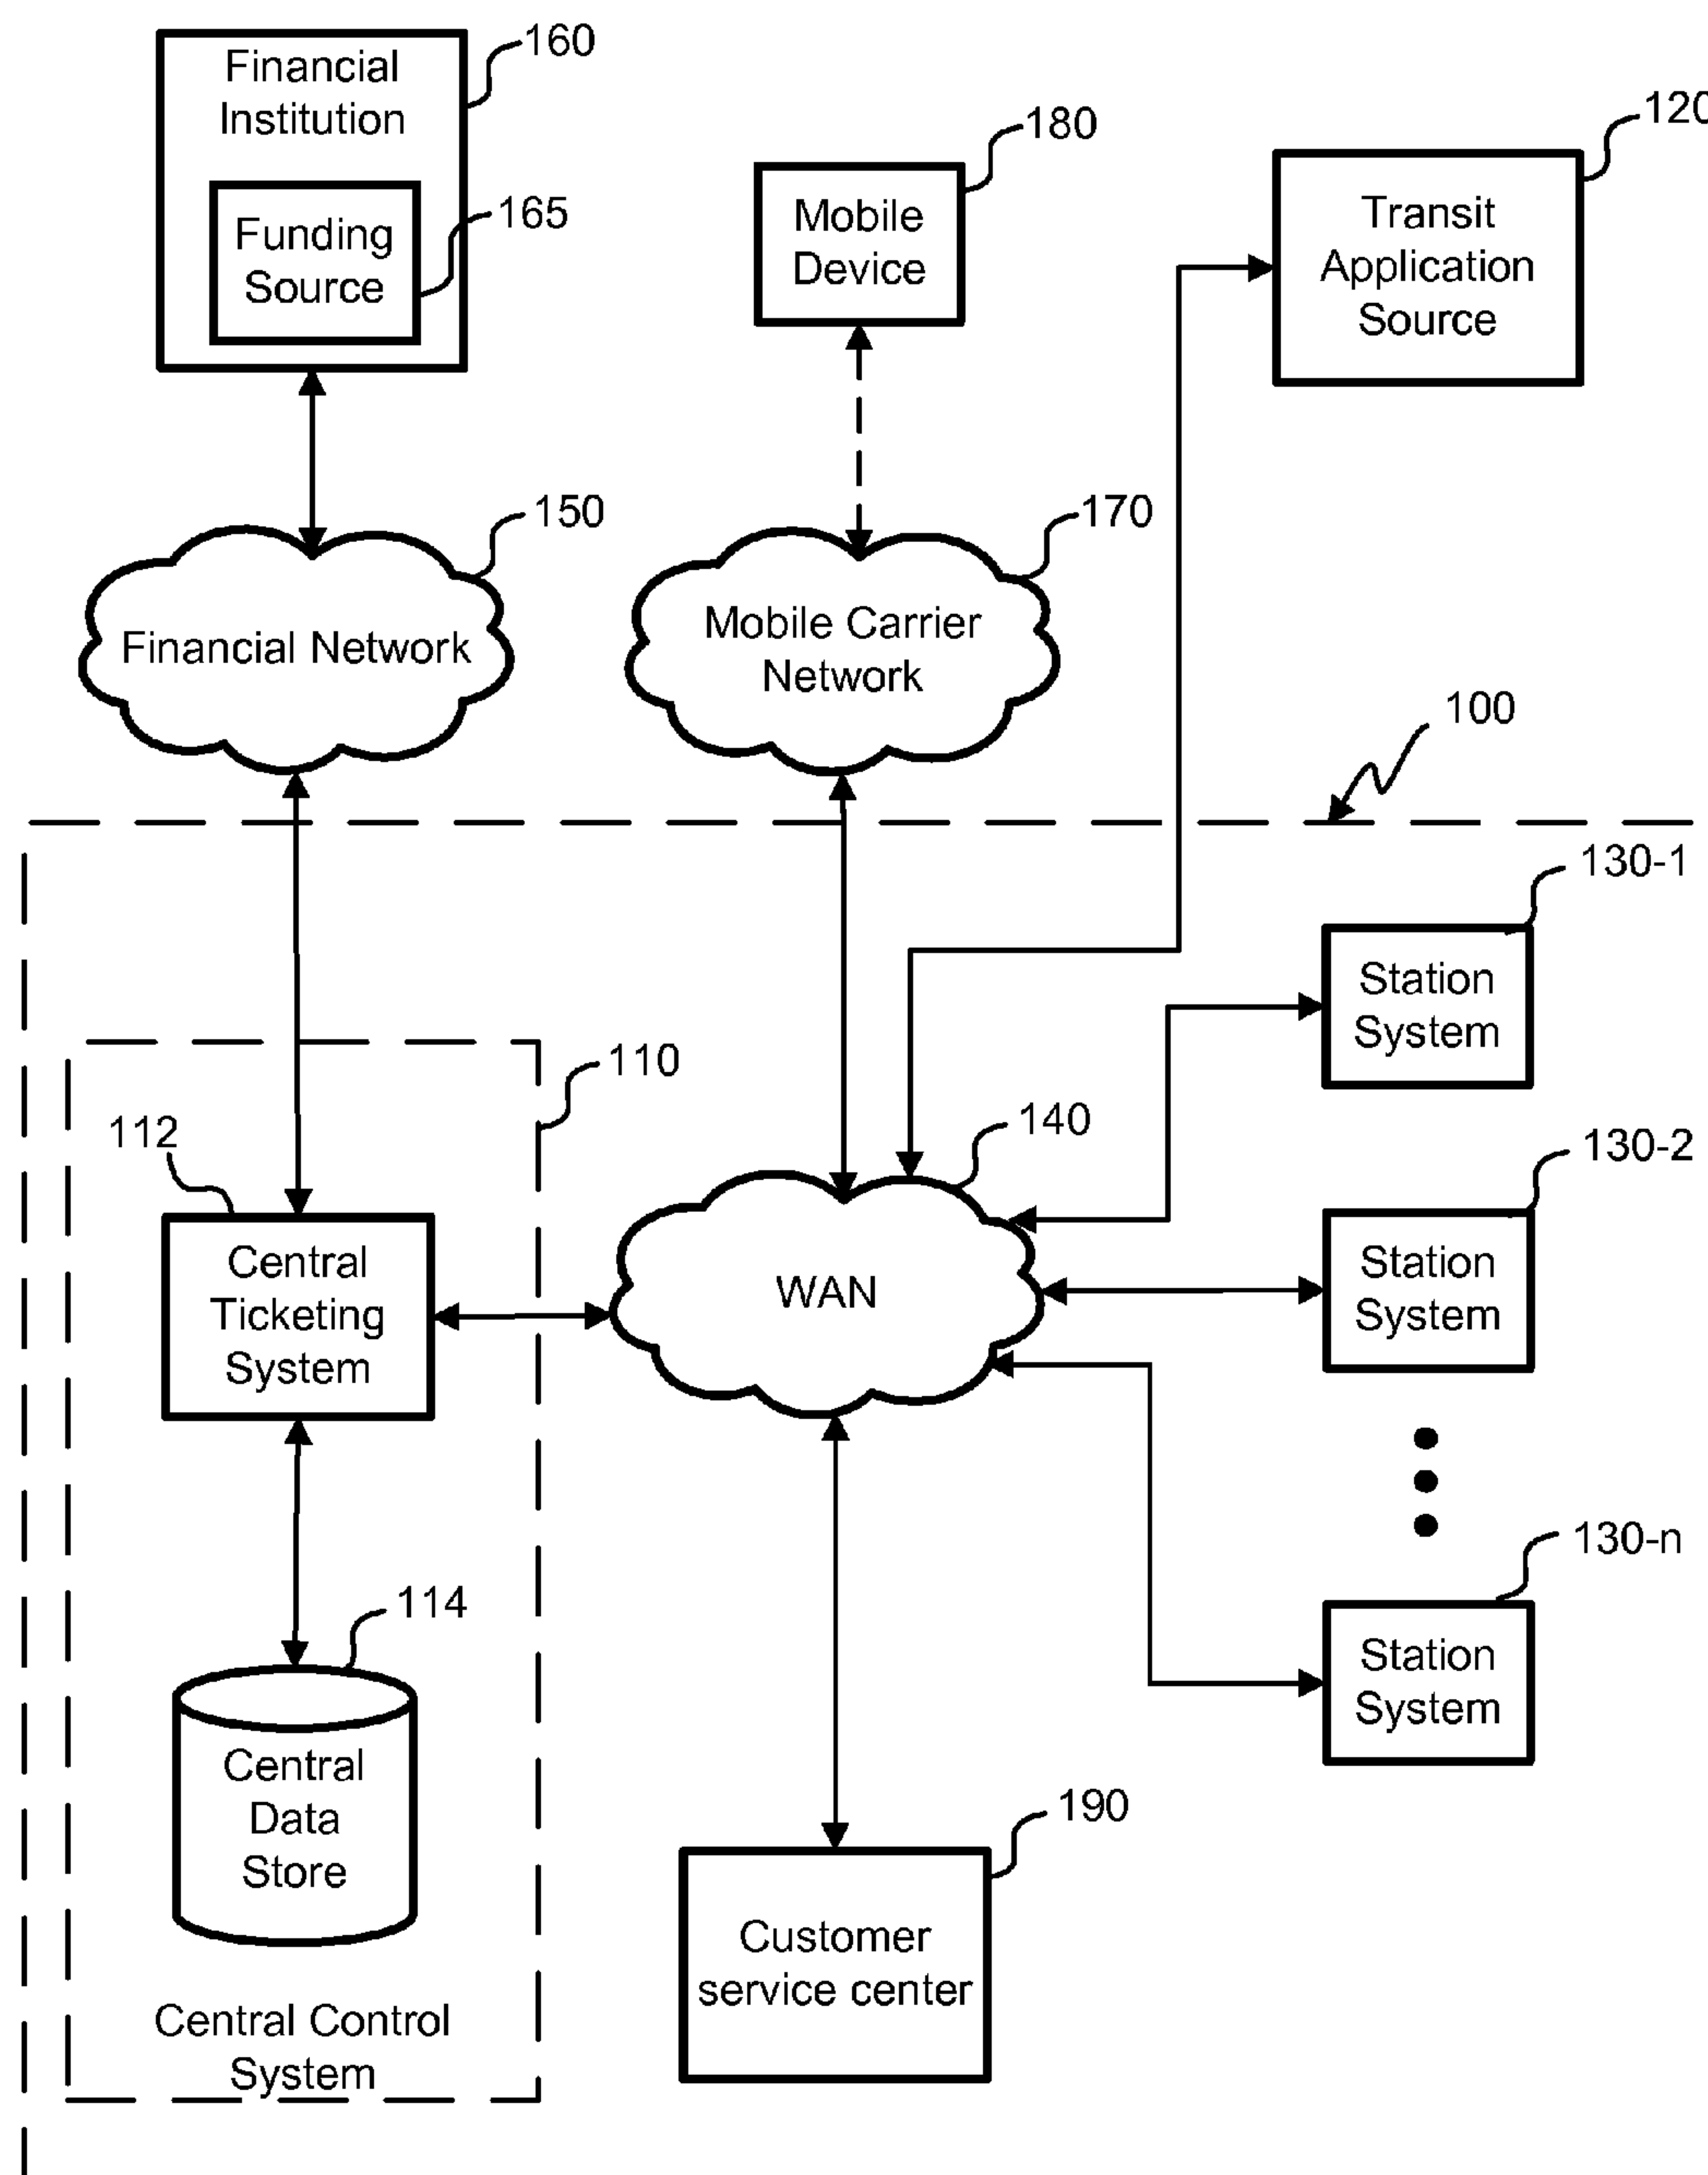 160
Financial
Institution
165
Funding
Source
180
Mobile
Device
120
Transit
Application
Source
150
Financial Network
170
Mobile Carrier
Network
100
130-1
Station
System
110
112
Central
Ticketing
System
140
WAN
130-2
Station
System
130-n
Station
System
114
Central
Data
Store
Central Control
System
190
Customer
service center